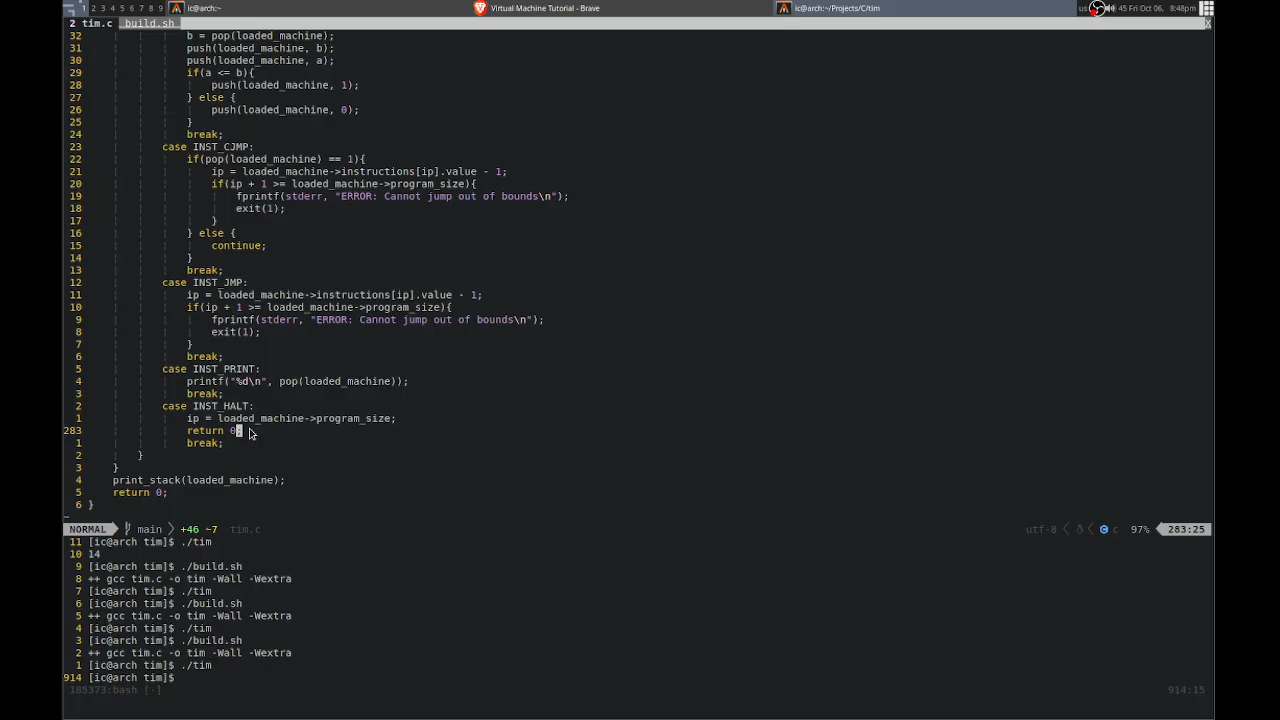 1 2 3 4 5 6 7 8 9 ic@arch:~ Virtual Machine Tutorial - Brave ic@arch:~/Projects/C/tim us 45 Fri Oct 06, 8:48pm
2 tim.c build.sh X
32 b = pop(loaded_machine);
31 push(loaded_machine, b);
30 push(loaded_machine, a);
29 if(a <= b){
28 push(loaded_machine, 1);
27 } else {
26 push(loaded_machine, 0);
25 }
24 break;
23 case INST_CJMP:
22 if(pop(loaded_machine) == 1){
21 ip = loaded_machine->instructions[ip].value - 1;
20 if(ip + 1 >= loaded_machine->program_size){
19 fprintf(stderr, "ERROR: Cannot jump out of bounds\n");
18 exit(1);
17 }
16 } else {
15 continue;
14 }
13 break;
12 case INST_JMP:
11 ip = loaded_machine->instructions[ip].value - 1;
10 if(ip + 1 >= loaded_machine->program_size){
9 fprintf(stderr, "ERROR: Cannot jump out of bounds\n");
8 exit(1);
7 }
6 break;
5 case INST_PRINT:
4 printf("%d\n", pop(loaded_machine));
3 break;
2 case INST_HALT:
1 ip = loaded_machine->program_size;
283 return 0;
1 break;
2 }
3 }
4 print_stack(loaded_machine);
5 return 0;
6 }
~
NORMAL main +46 ~7 tim.c utf-8 c 97% 283:25
11 [ic@arch tim]$ ./tim
10 14
9 [ic@arch tim]$ ./build.sh
8 ++ gcc tim.c -o tim -Wall -Wextra
7 [ic@arch tim]$ ./tim
6 [ic@arch tim]$ ./build.sh
5 ++ gcc tim.c -o tim -Wall -Wextra
4 [ic@arch tim]$ ./tim
3 [ic@arch tim]$ ./build.sh
2 ++ gcc tim.c -o tim -Wall -Wextra
1 [ic@arch tim]$ ./tim
914 [ic@arch tim]$
185373:bash [-] 914:15